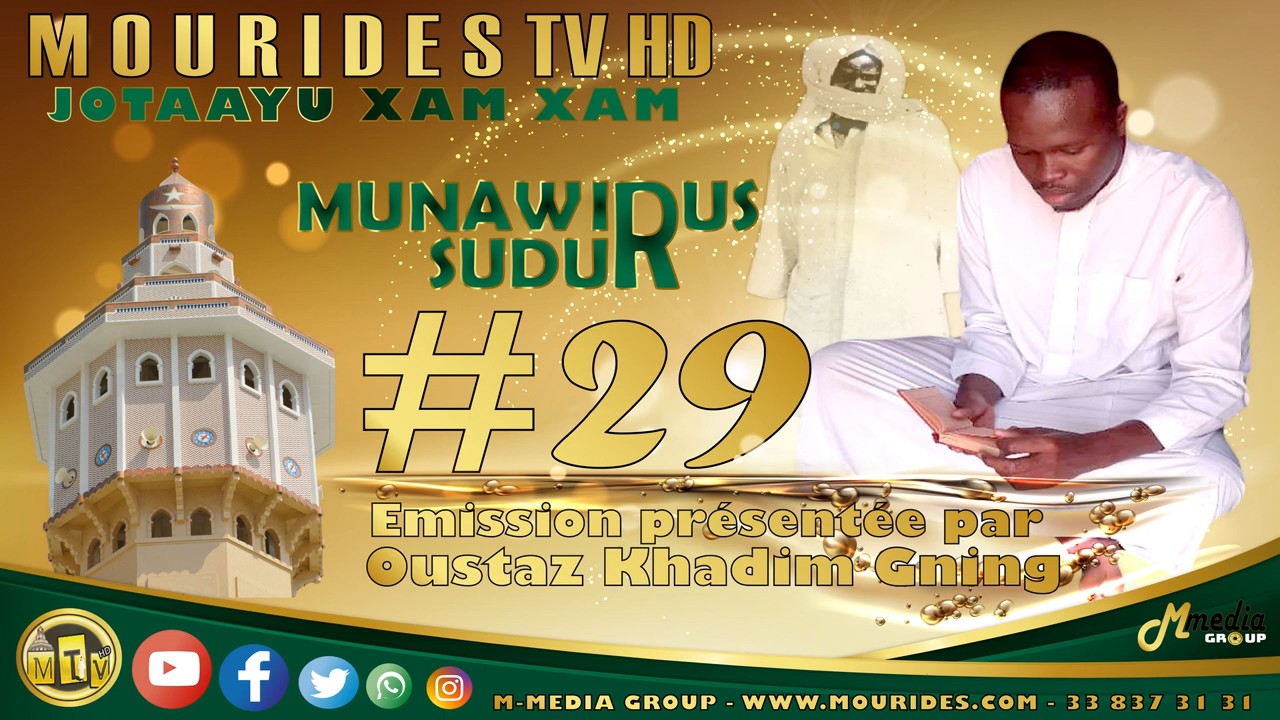 MOURIDES TV HD
JOTAAYU XAM XAM
MUNAWIRUS
SUDUR
#29
Emission présentée par
Oustaz Khadim Gning
MTV HD
Mmedia
GROUP
M-MEDIA GROUP - WWW.MOURIDES.COM - 33 837 31 31